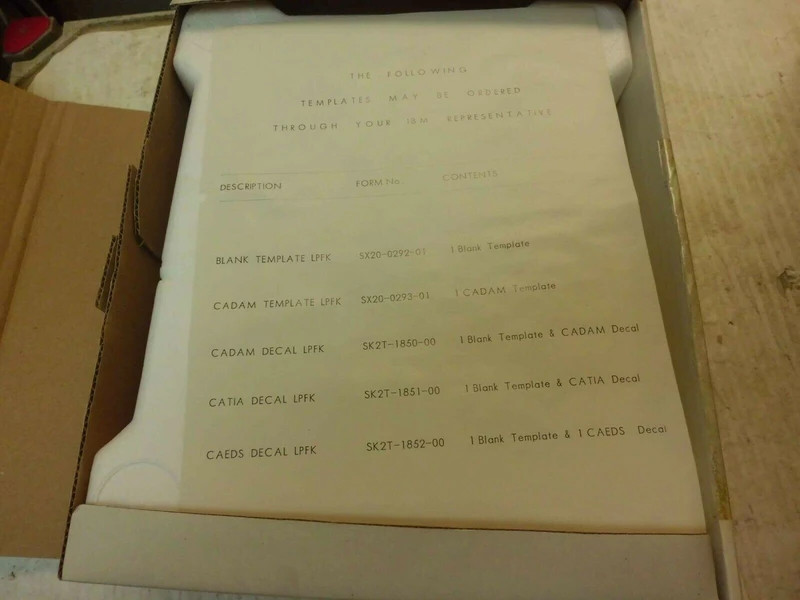 THE FOLLOWING
TEMPLATES MAY BE ORDERED
THROUGH YOUR IBM REPRESENTATIVE
DESCRIPTION FORM No. CONTENTS
BLANK TEMPLATE LPFK SX20-0292-01 1 Blank Template
CADAM TEMPLATE LPFK SX20-0293-01 1 CADAM Template
CADAM DECAL LPFK SK2T-1850-00 1 Blank Template & CADAM Decal
CATIA DECAL LPFK SK2T-1851-00 1 Blank Template & CATIA Decal
CAEDS DECAL LPFK SK2T-1852-00 1 Blank Template & 1 CAEDS Decal